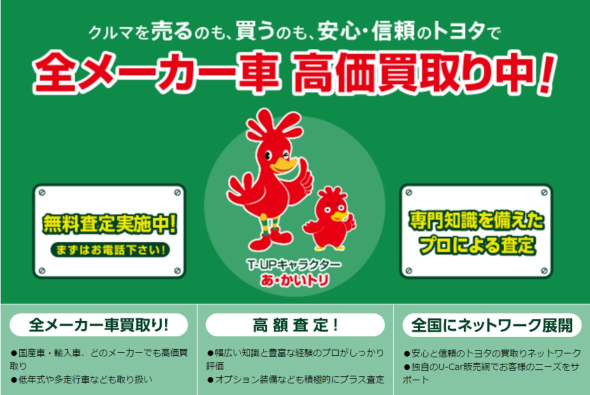 クルマを売るのも、買うのも、安心・信頼のトヨタで
全メーカー車 高価買取り中!
無料査定実施中!
まずはお電話下さい!
専門知識を備えた
プロによる査定
T-UPキャラクター
あ・かいトリ
全メーカー車買取り!
●国産車・輸入車、どのメーカーでも高価買
取り
●低年式や多走行車なども取り扱い
高額査定!
●幅広い知識と豊富な経験のプロがしっかり
評価
●オプション装備なども積極的にプラス査定
全国にネットワーク展開
●安心と信頼のトヨタの買取りネットワーク
●独自のU-Car販売網でお客様のニーズをサ
ポート